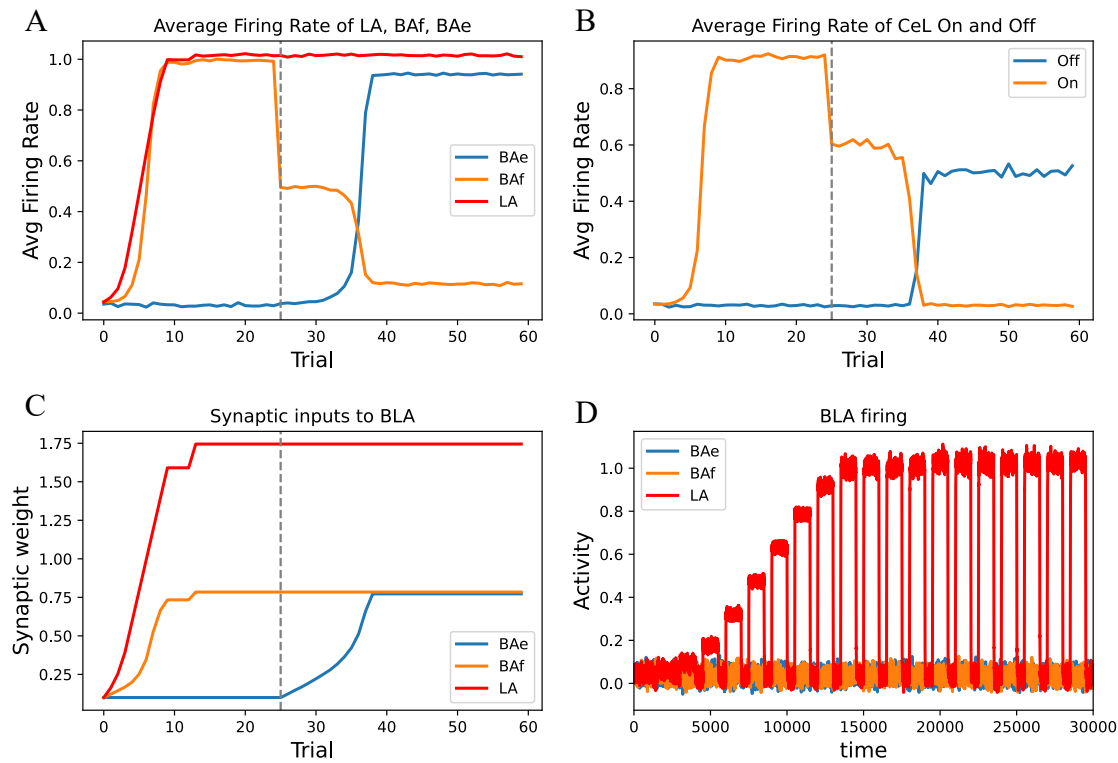 A
Average Firing Rate of LA, BAf, BAe
Avg Firing Rate
1.0
0.8
0.6
0.4
0.2
0.0
BAe
BAf
LA
0
10
20
30
40
50
60
Trial
B
Average Firing Rate of CeL On and Off
Avg Firing Rate
1.0
0.8
0.6
0.4
0.2
0.0
Off
On
0
10
20
30
40
50
60
Trial
C
Synaptic inputs to BLA
Synaptic weight
1.75
1.50
1.25
1.00
0.75
0.50
0.25
BAe
BAf
LA
0
10
20
30
40
50
60
Trial
D
BLA firing
Activity
1.0
0.8
0.6
0.4
0.2
0.0
BAe
BAf
LA
0
5000
10000
15000
20000
25000
30000
time